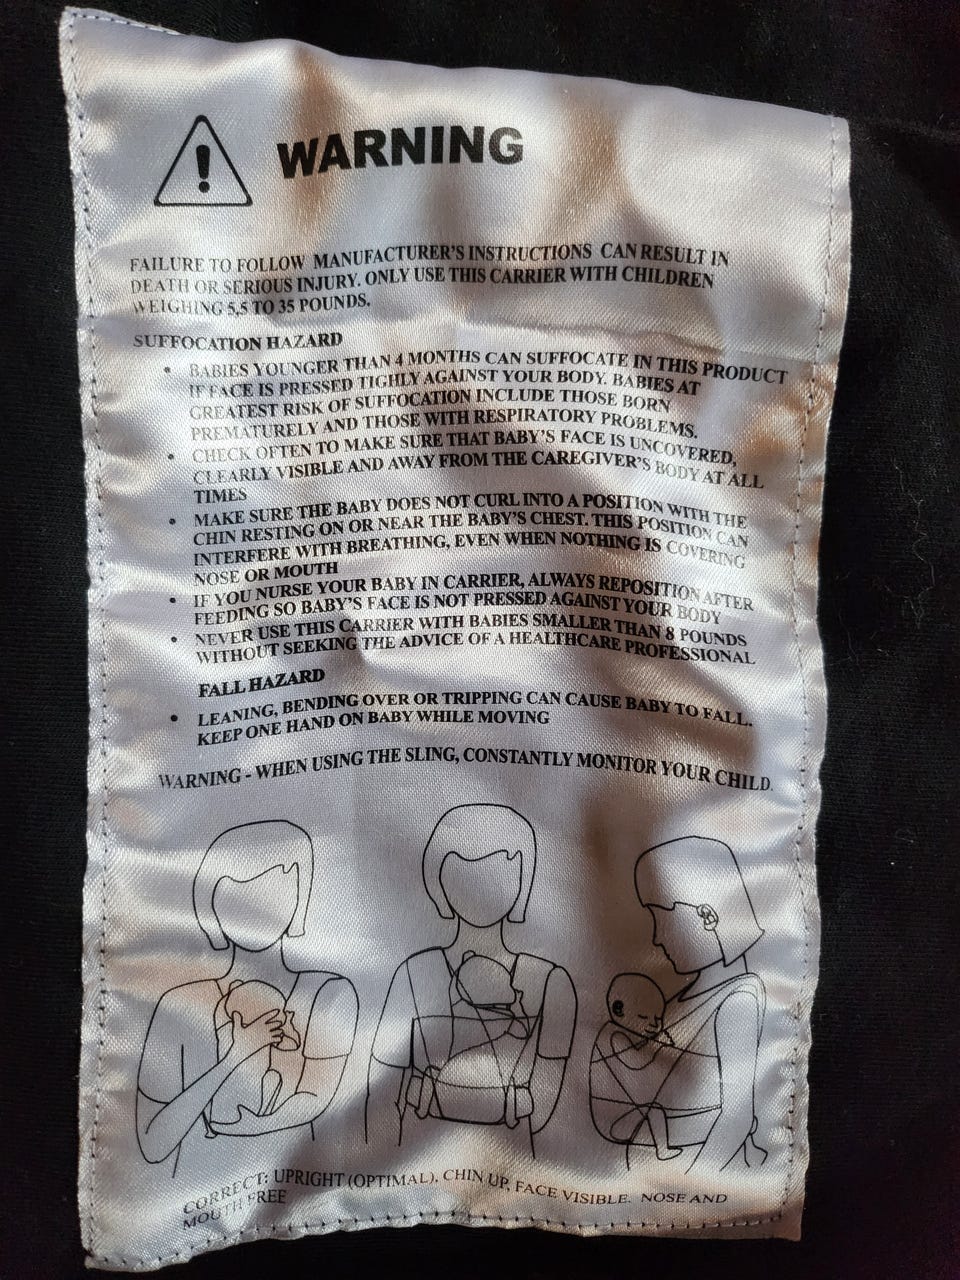 WARNING
FAILURE TO FOLLOW MANUFACTURER'S INSTRUCTIONS CAN RESULT IN
DEATH OR SERIOUS INJURY. ONLY USE THIS CARRIER WITH CHILDREN
WEIGHING 5,5 TO 35 POUNDS.
SUFFOCATION HAZARD
• BABIES YOUNGER THAN 4 MONTHS CAN SUFFOCATE IN THIS PRODUCT
IF FACE IS PRESSED TIGHLY AGAINST YOUR BODY. BABIES AT
GREATEST RISK OF SUFFOCATION INCLUDE THOSE BORN
PREMATURELY AND THOSE WITH RESPIRATORY PROBLEMS.
• CHECK OFTEN TO MAKE SURE THAT BABY'S FACE IS UNCOVERED,
CLEARLY VISIBLE AND AWAY FROM THE CAREGIVER'S BODY AT ALL
TIMES
• MAKE SURE THE BABY DOES NOT CURL INTO A POSITION WITH THE
CHIN RESTING ON OR NEAR THE BABY'S CHEST. THIS POSITION CAN
INTERFERE WITH BREATHING, EVEN WHEN NOTHING IS COVERING
NOSE OR MOUTH
• IF YOU NURSE YOUR BABY IN CARRIER, ALWAYS REPOSITION AFTER
FEEDING SO BABY'S FACE IS NOT PRESSED AGAINST YOUR BODY
• NEVER USE THIS CARRIER WITH BABIES SMALLER THAN 8 POUNDS
WITHOUT SEEKING THE ADVICE OF A HEALTHCARE PROFESSIONAL
FALL HAZARD
• LEANING, BENDING OVER OR TRIPPING CAN CAUSE BABY TO FALL.
KEEP ONE HAND ON BABY WHILE MOVING
WARNING - WHEN USING THE SLING, CONSTANTLY MONITOR YOUR CHILD.
CORRECT: UPRIGHT (OPTIMAL), CHIN UP, FACE VISIBLE. NOSE AND
MOUTH FREE